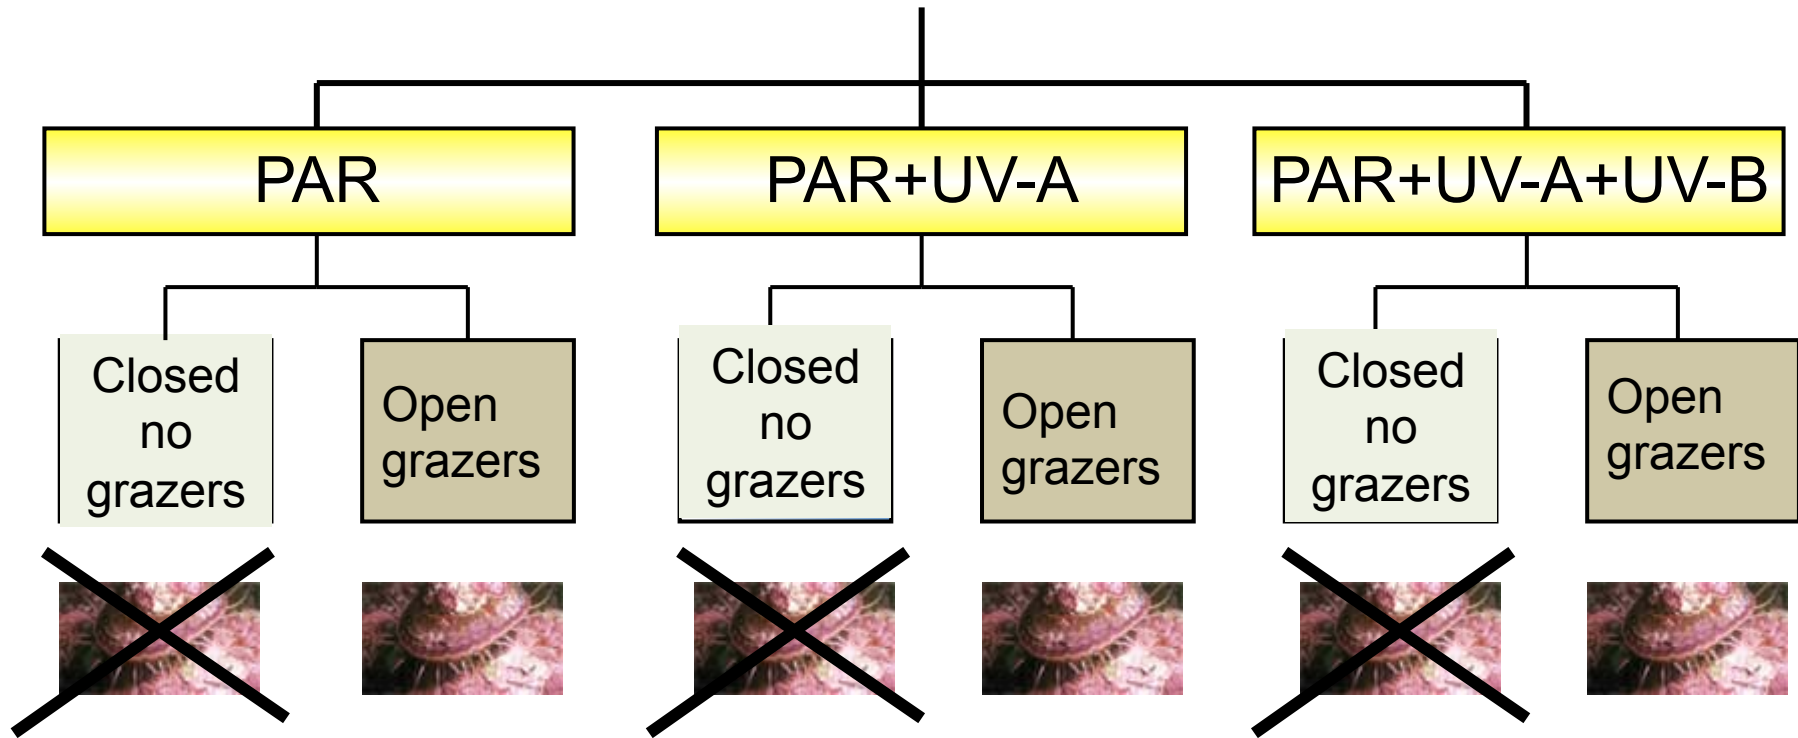 PAR
PAR+UV-A
PAR+UV-A+UV-B
Closed
no
grazers
Open
grazers
Closed
no
grazers
Open
grazers
Closed
no
grazers
Open
grazers